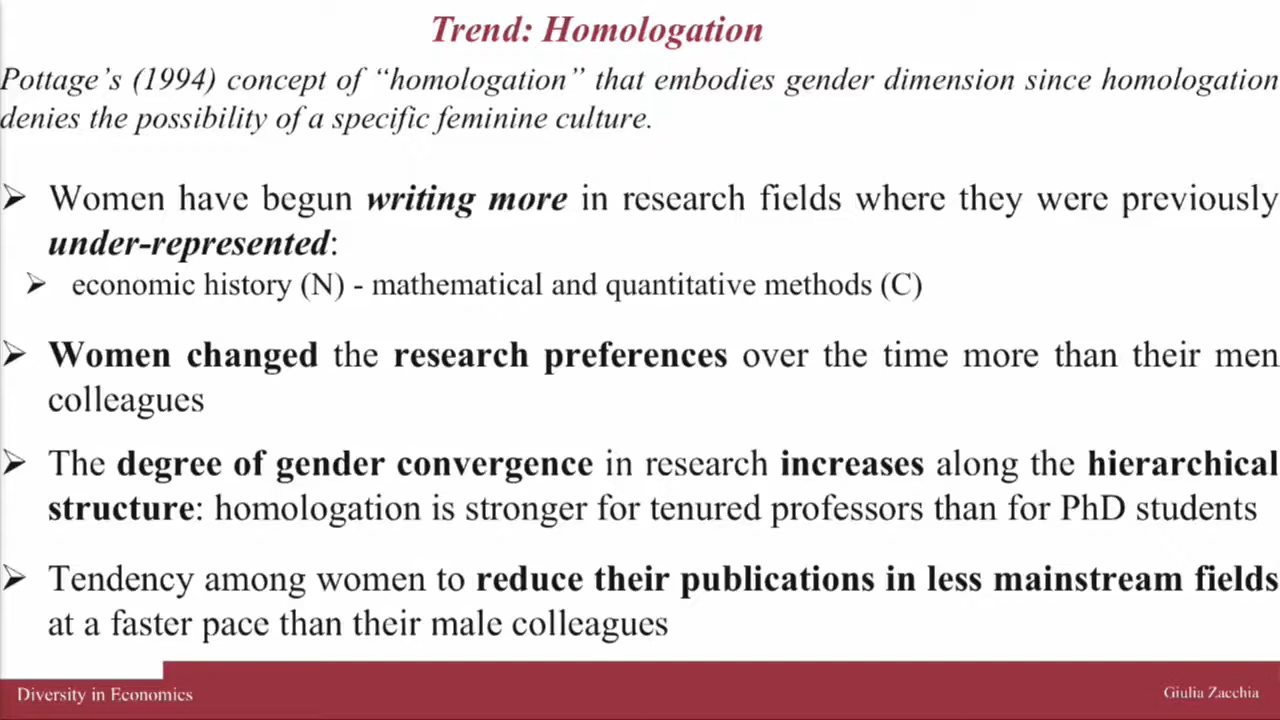 Trend: Homologation
Pottage's (1994) concept of “homologation” that embodies gender dimension since homologation
denies the possibility of a specific feminine culture.
➢ Women have begun writing more in research fields where they were previously
under-represented:
➢ economic history (N) - mathematical and quantitative methods (C)
➢ Women changed the research preferences over the time more than their men
colleagues
➢ The degree of gender convergence in research increases along the hierarchical
structure: homologation is stronger for tenured professors than for PhD students
➢ Tendency among women to reduce their publications in less mainstream fields
at a faster pace than their male colleagues
Diversity in Economics
Giulia Zacchia